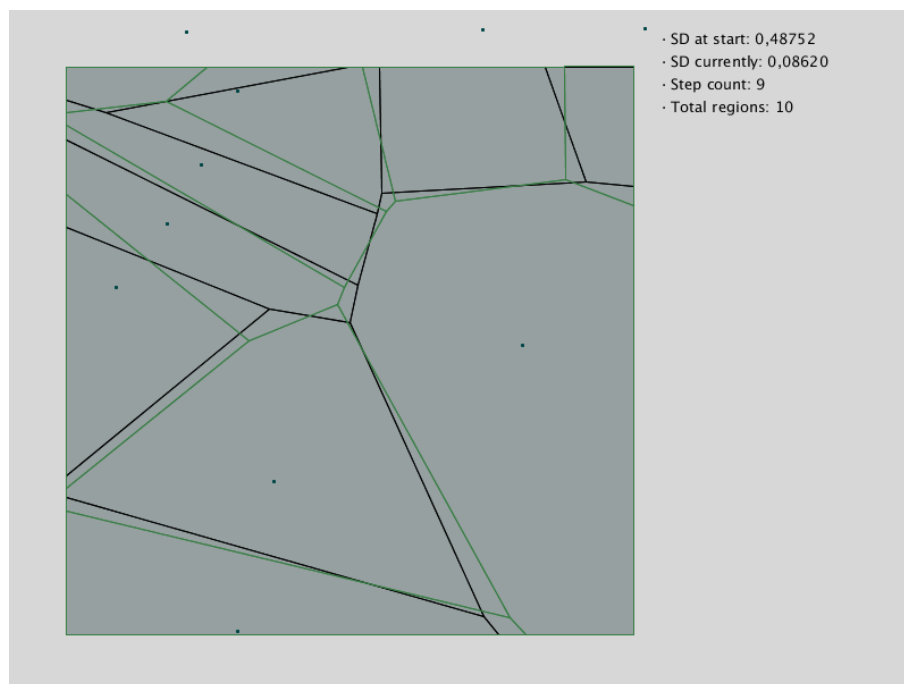 · SD at start: 0,48752
· SD currently: 0,08620
· Step count: 9
· Total regions: 10